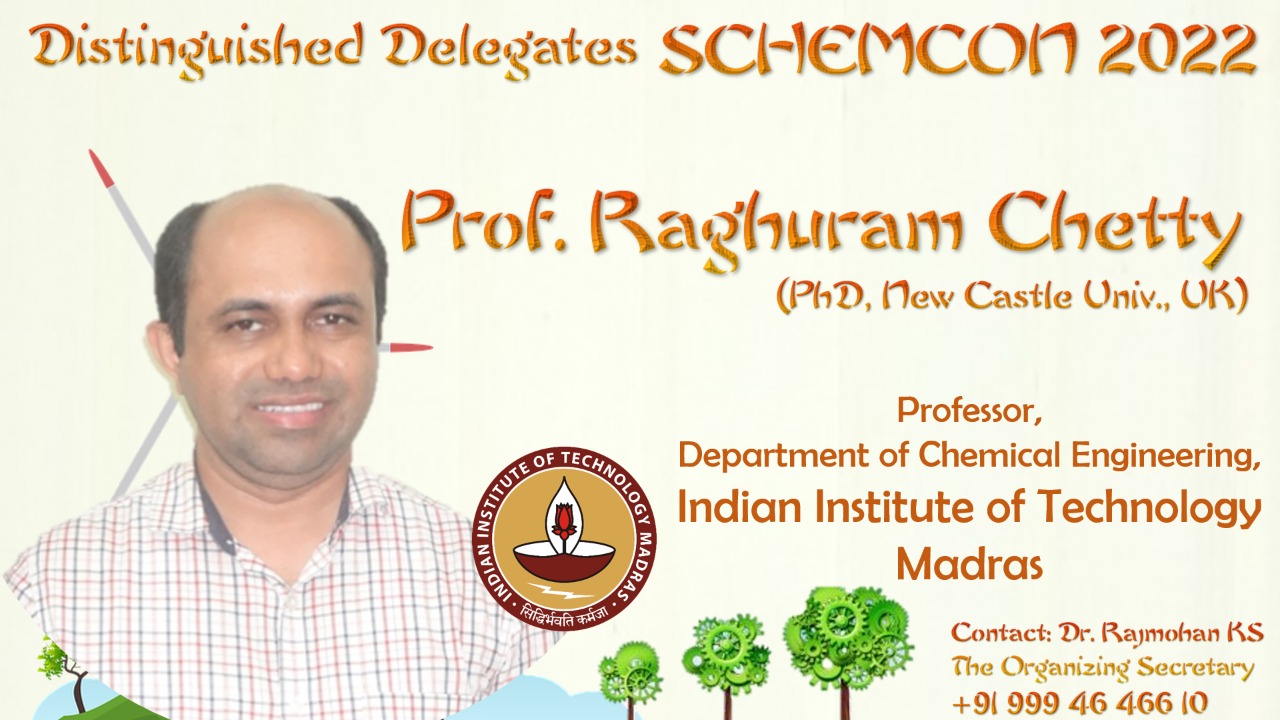 Distinguished Delegates SCHEMCON 2022
Prof. Raghuram Chetty
(PhD, New Castle Univ., UK)
Professor,
Department of Chemical Engineering,
Indian Institute of Technology
Madras
INDIAN INSTITUTE OF TECHNOLOGY MADRAS
सिद्धिर्भवति कर्मजा
Contact: Dr. Rajmohan KS
The Organizing Secretary
+91 999 46 466 10